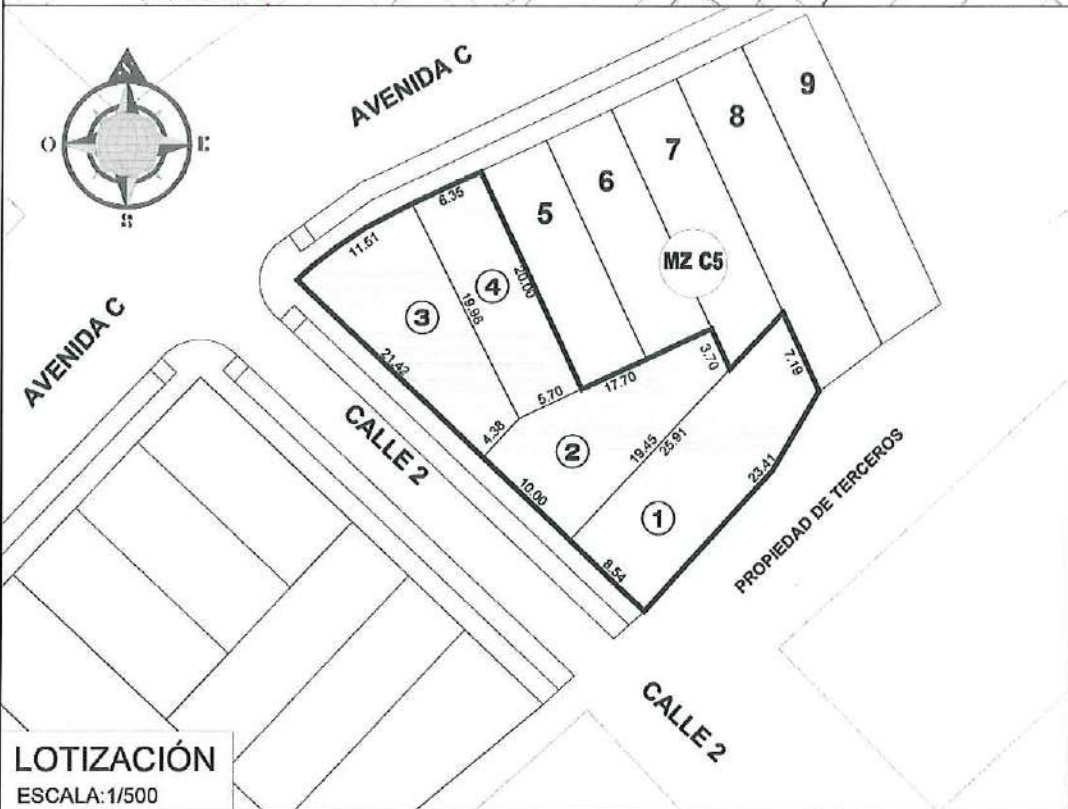 AVENIDA C
N
O
E
S
9
8
7
6
5
MZ C5
6.35
11.51
20.00
4
19.96
3
21.42
AVENIDA C
3.70
7.19
17.70
5.70
4.38
CALLE 2
2
19.45
25.91
23.41
10.00
1
PROPIEDAD DE TERCEROS
8.54
CALLE 2
LOTIZACIÓN
ESCALA:1/500